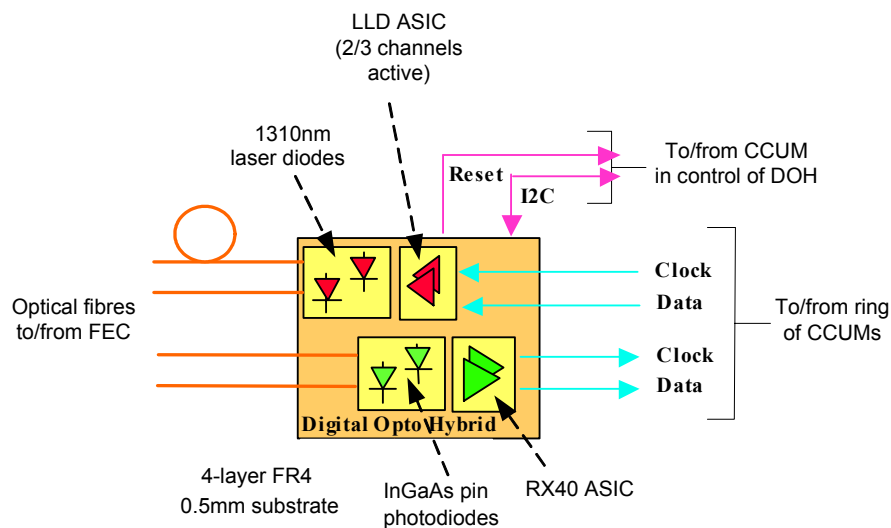 LLD ASIC
(2/3 channels
active)
1310nm
laser diodes
To/from CCUM
in control of DOH
Reset
I2C
Optical fibres
to/from FEC
Clock
Data
To/from ring
of CCUMs
Clock
Data
Digital Opto Hybrid
4-layer FR4
0.5mm substrate
InGaAs pin
photodiodes
RX40 ASIC